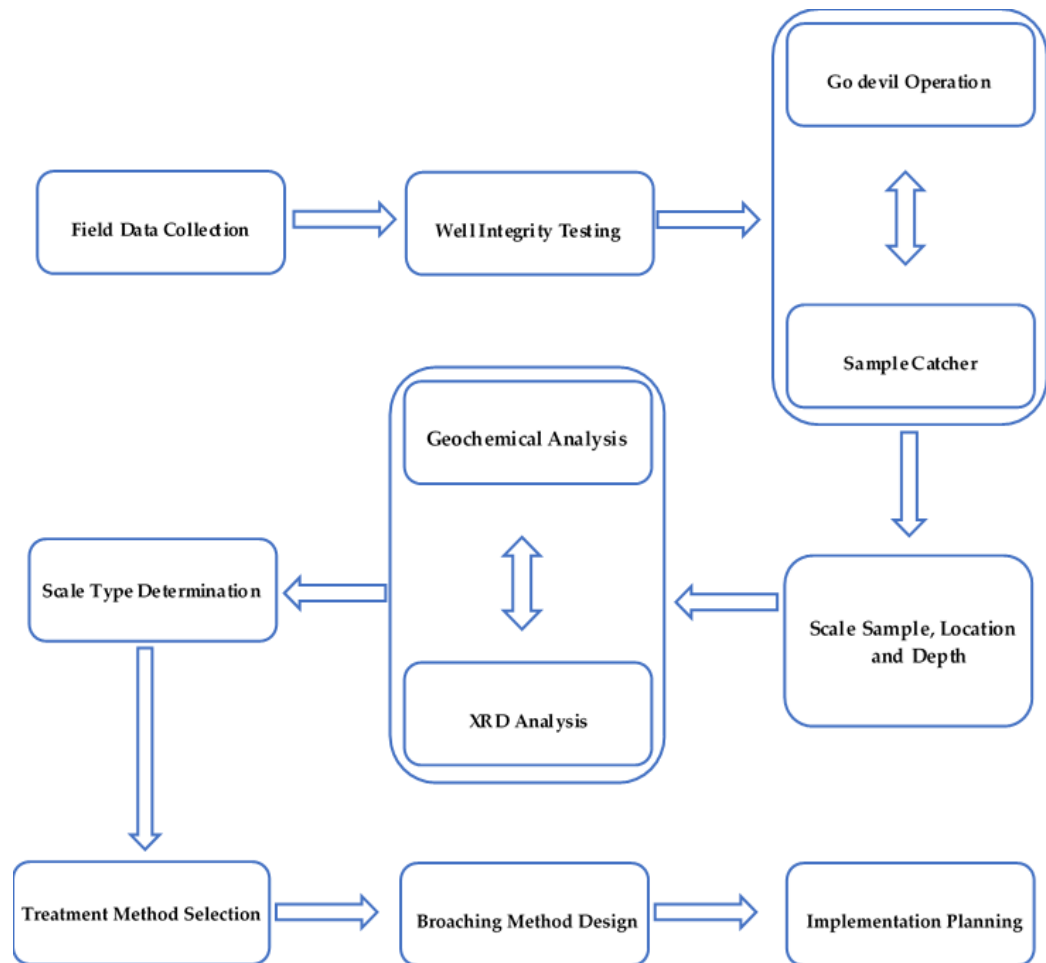 Go devil Operation
Field Data Collection
Well Integrity Testing
Sample Catcher
Geochemical Analysis
Scale Type Determination
Scale Sample, Location
and Depth
XRD Analysis
Treatment Method Selection
Broaching Method Design
Implementation Planning